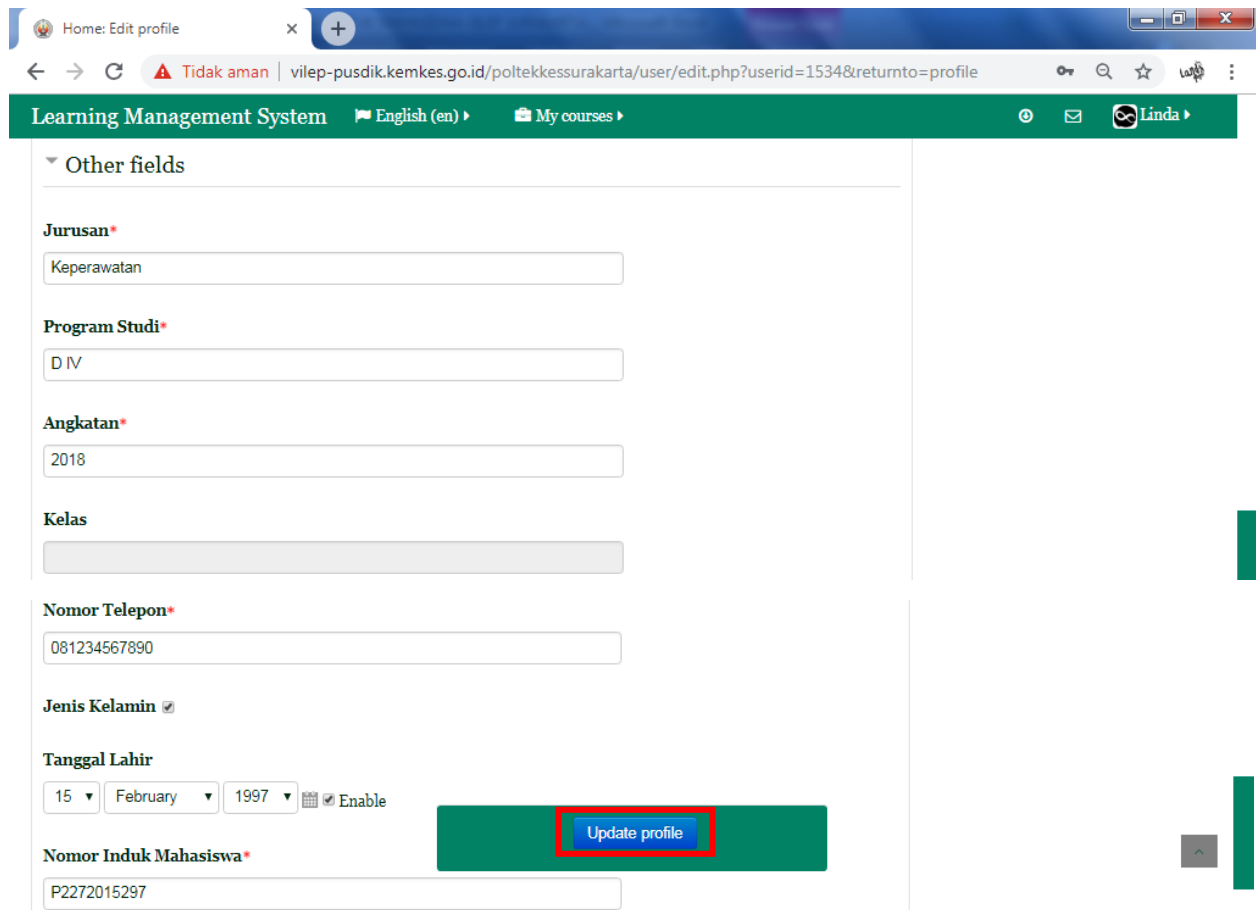 Home: Edit profile
Tidak aman | vilep-pusdik.kemkes.go.id/poltekkessurakarta/user/edit.php?userid=1534&returnto=profile
Learning Management System English (en) My courses Linda
Other fields
Jurusan*
Keperawatan
Program Studi*
D IV
Angkatan*
2018
Kelas
Nomor Telepon*
081234567890
Jenis Kelamin
Tanggal Lahir
15 February 1997 Enable
Update profile
Nomor Induk Mahasiswa*
P2272015297